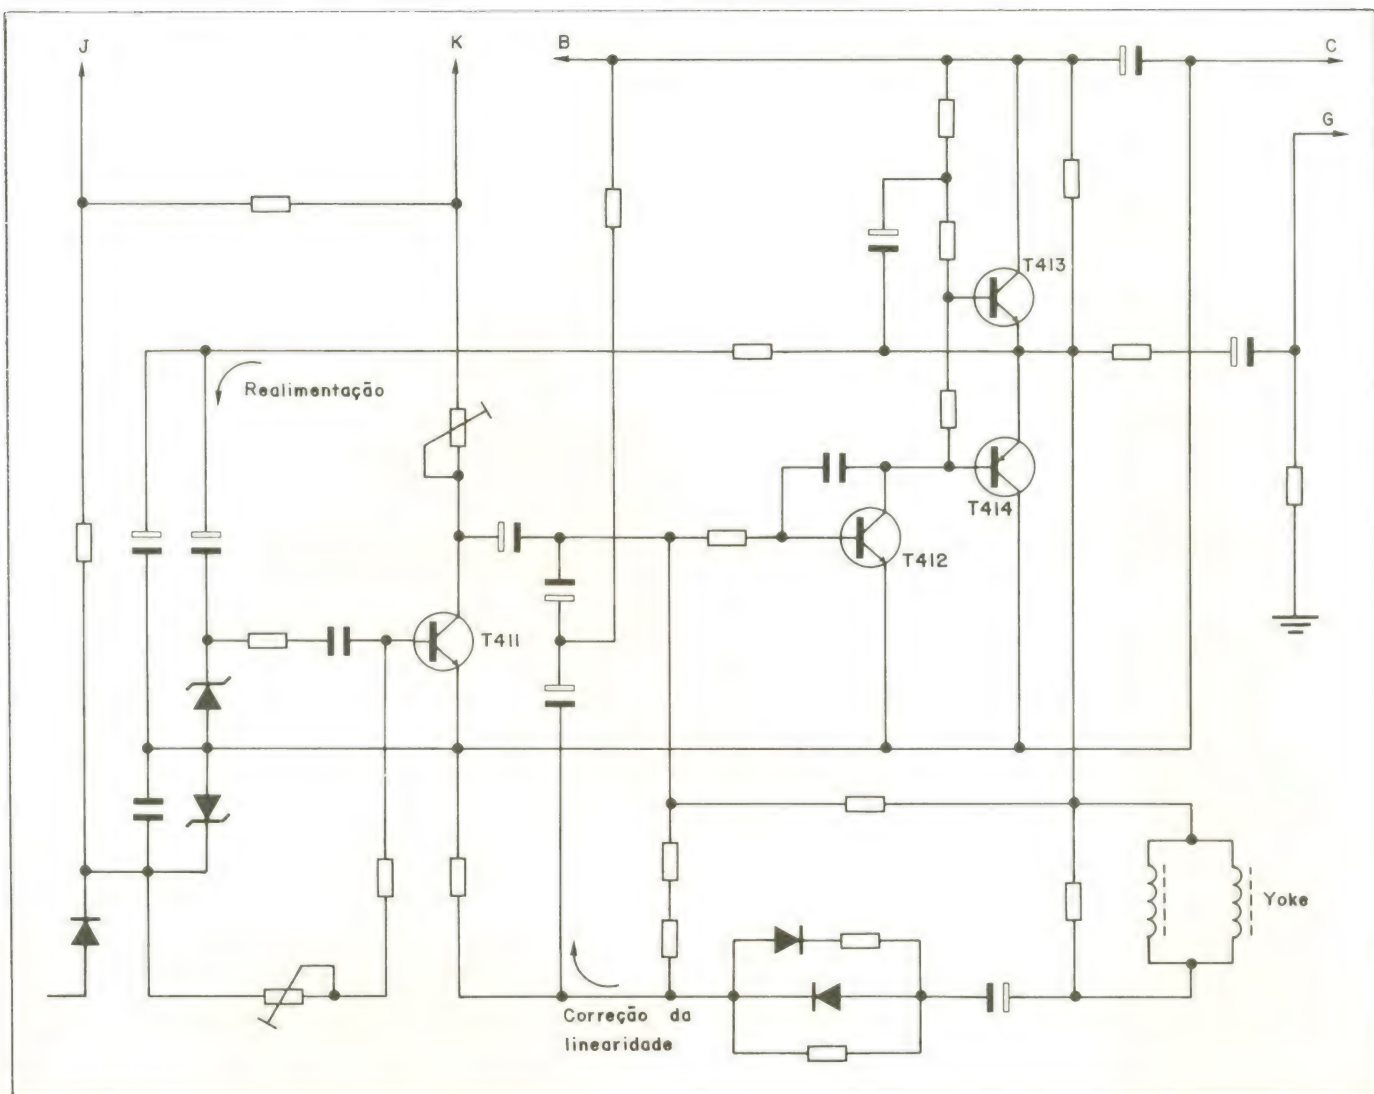 J
K
B
C
G
T413
Realimentação
T414
T412
T411
Yoke
Correção da
linearidade